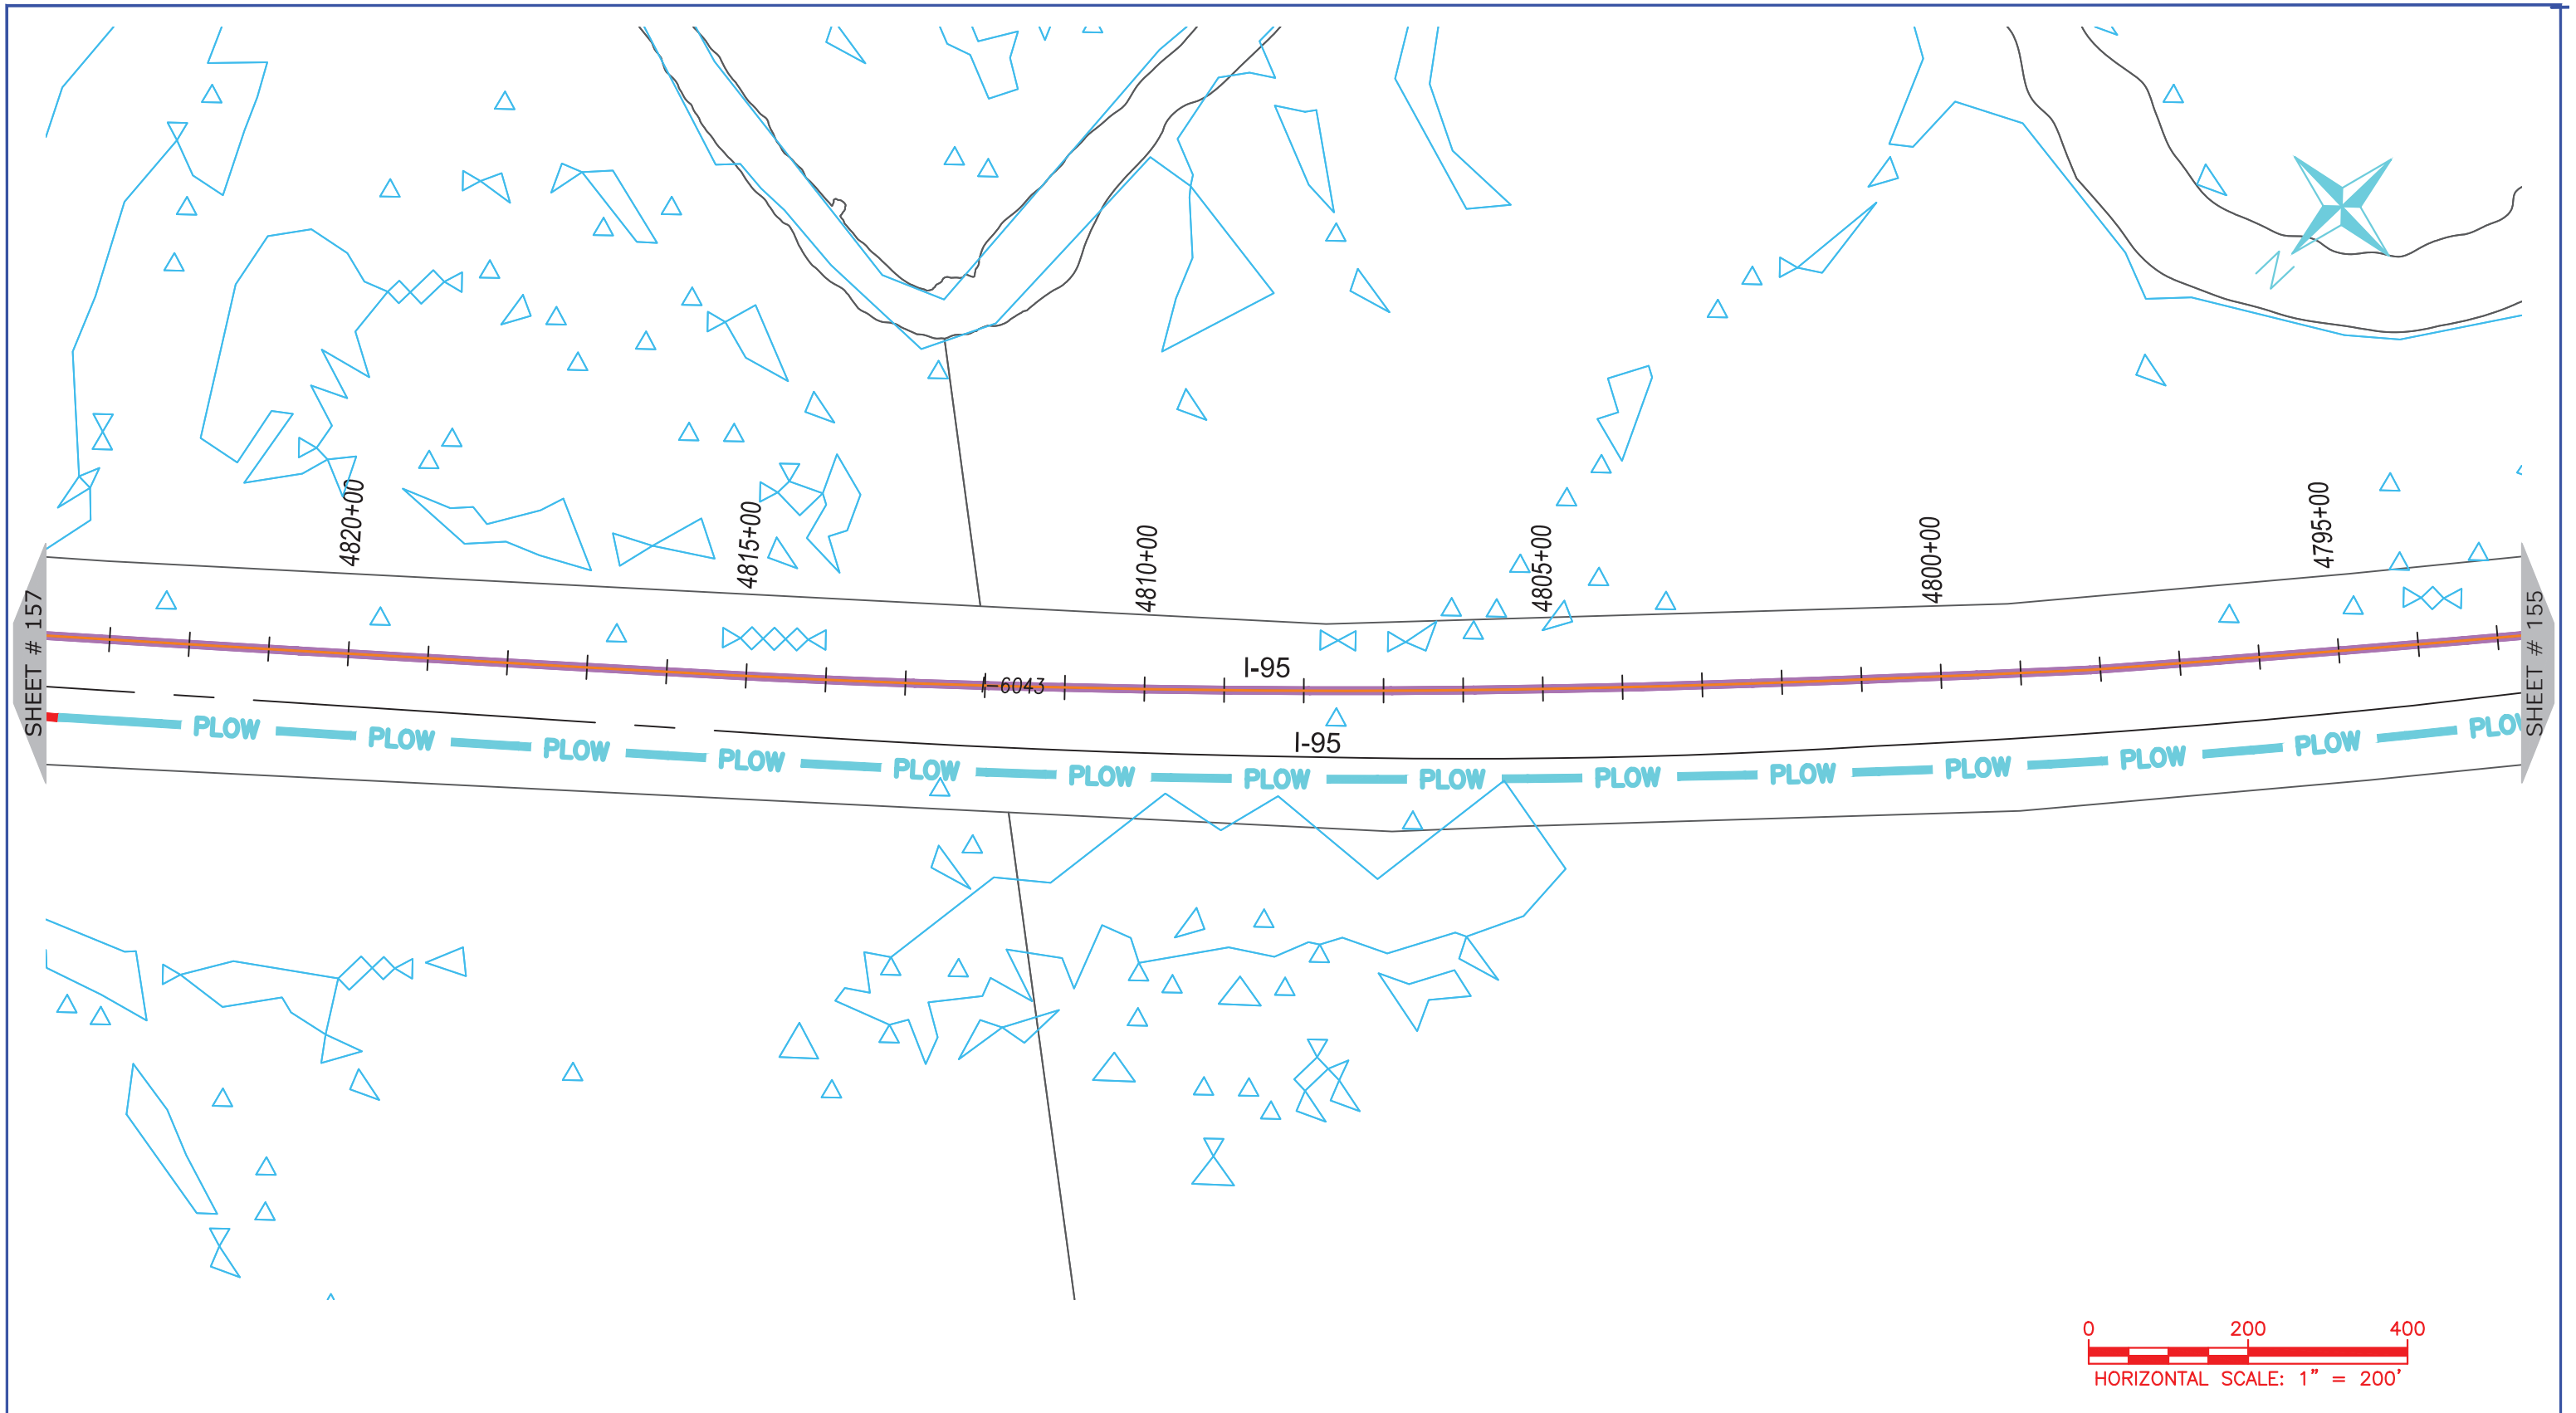 N
4820+00
4815+00
4810+00
4805+00
4800+00
4795+00
SHEET # 157
SHEET # 155
I-95
I-6043
I-95
PLOW PLOW PLOW PLOW PLOW PLOW PLOW PLOW PLOW PLOW PLOW PLOW PLOW PLOW
0 200 400
HORIZONTAL SCALE: 1" = 200'